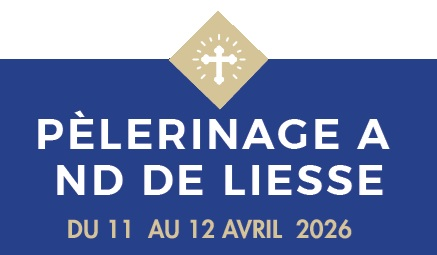 PÈLERINAGE A
ND DE LIESSE
DU 11 AU 12 AVRIL 2026